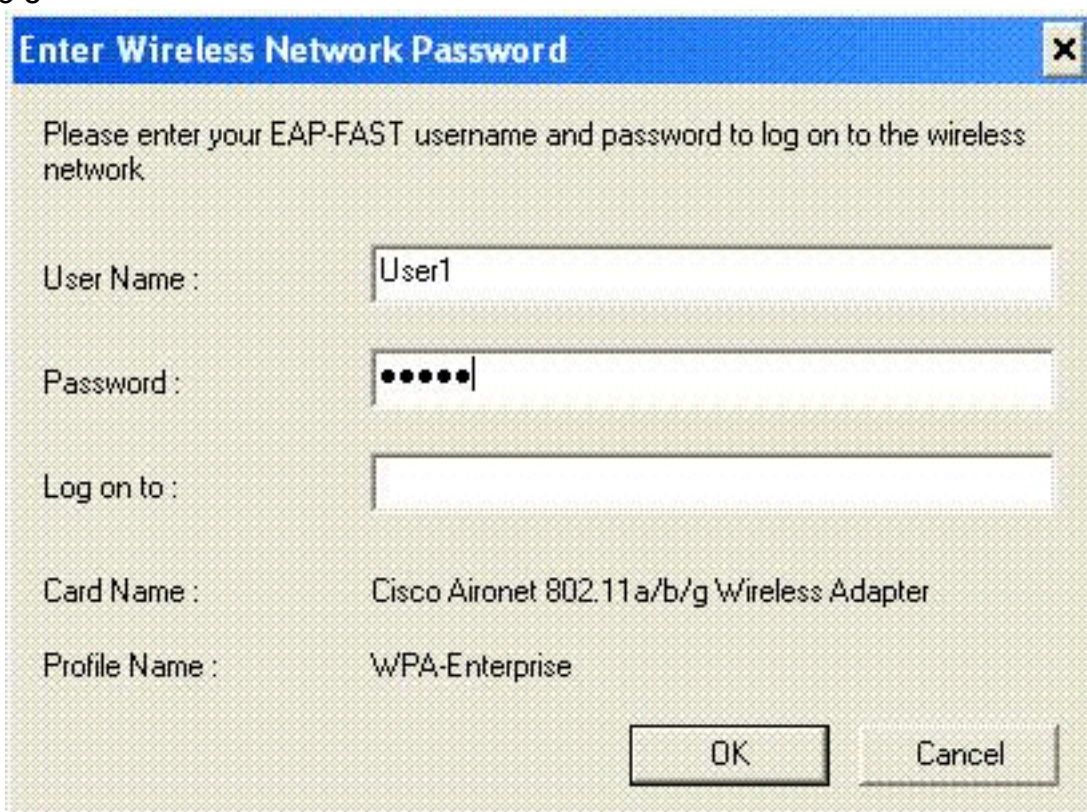 Enter Wireless Network Password
Please enter your EAP-FAST username and password to log on to the wireless
network
User Name : User1
Password : •••••
Log on to :
Card Name : Cisco Aironet 802.11a/b/g Wireless Adapter
Profile Name : WPA-Enterprise
OK Cancel